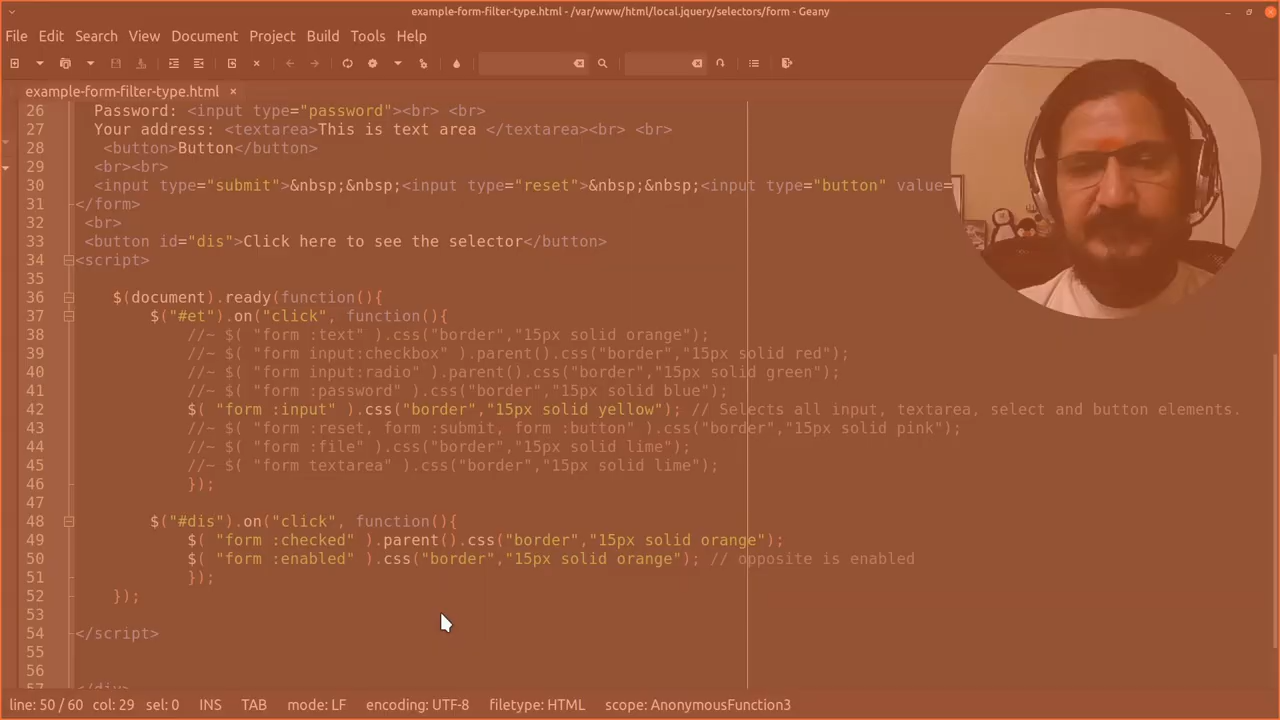 example-form-filter-type.html - /var/www/html/local.jquery/selectors/form - Geany
File Edit Search View Document Project Build Tools Help
example-form-filter-type.html ×
26 Password: <input type="password"><br> <br>
27 Your address: <textarea>This is text area </textarea><br> <br>
28 <button>Button</button>
29 <br><br>
30 <input type="submit">&nbsp;&nbsp;<input type="reset">&nbsp;&nbsp;<input type="button" value=
31 </form>
32 <br>
33 <button id="dis">Click here to see the selector</button>
34 <script>
35
36 $(document).ready(function(){
37 $("#et").on("click", function(){
38 //~ $( "form :text" ).css("border","15px solid orange");
39 //~ $( "form input:checkbox" ).parent().css("border","15px solid red");
40 //~ $( "form input:radio" ).parent().css("border","15px solid green");
41 //~ $( "form :password" ).css("border","15px solid blue");
42 $( "form :input" ).css("border","15px solid yellow"); // Selects all input, textarea, select and button elements.
43 //~ $( "form :reset, form :submit, form :button" ).css("border","15px solid pink");
44 //~ $( "form :file" ).css("border","15px solid lime");
45 //~ $( "form textarea" ).css("border","15px solid lime");
46 });
47
48 $("#dis").on("click", function(){
49 $( "form :checked" ).parent().css("border","15px solid orange");
50 $( "form :enabled" ).css("border","15px solid orange"); // opposite is enabled
51 });
52 });
53
54 </script>
55
56
57 </div>
line: 50 / 60 col: 29 sel: 0 INS TAB mode: LF encoding: UTF-8 filetype: HTML scope: AnonymousFunction3